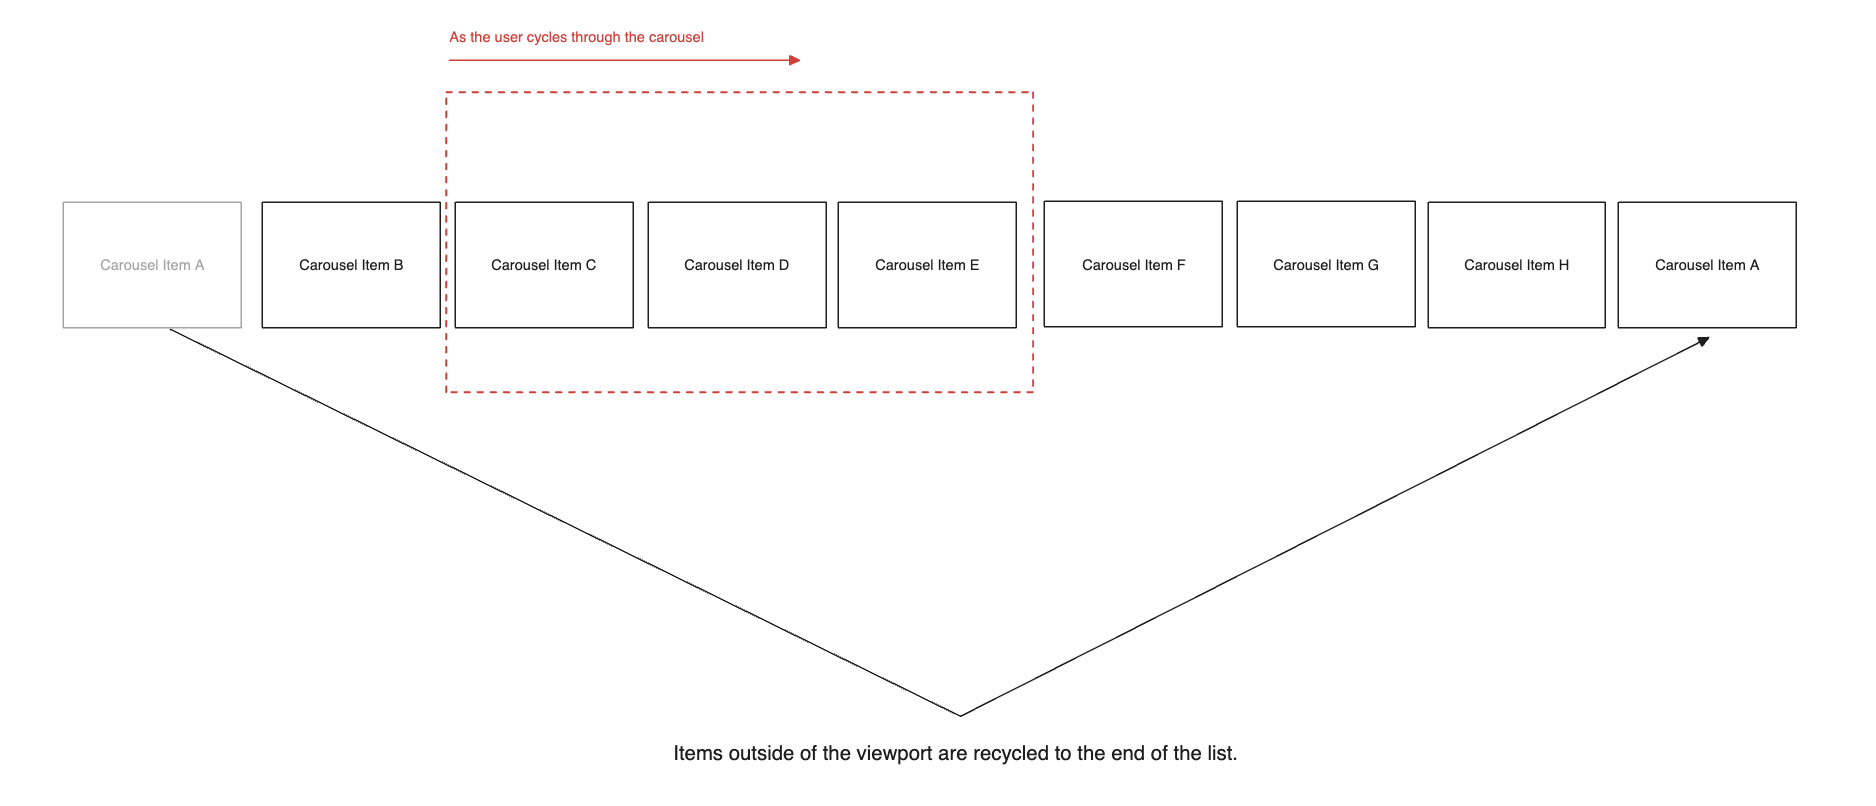 As the user cycles through the carousel
Carousel Item A
Carousel Item B
Carousel Item C
Carousel Item D
Carousel Item E
Carousel Item F
Carousel Item G
Carousel Item H
Carousel Item A
Items outside of the viewport are recycled to the end of the list.